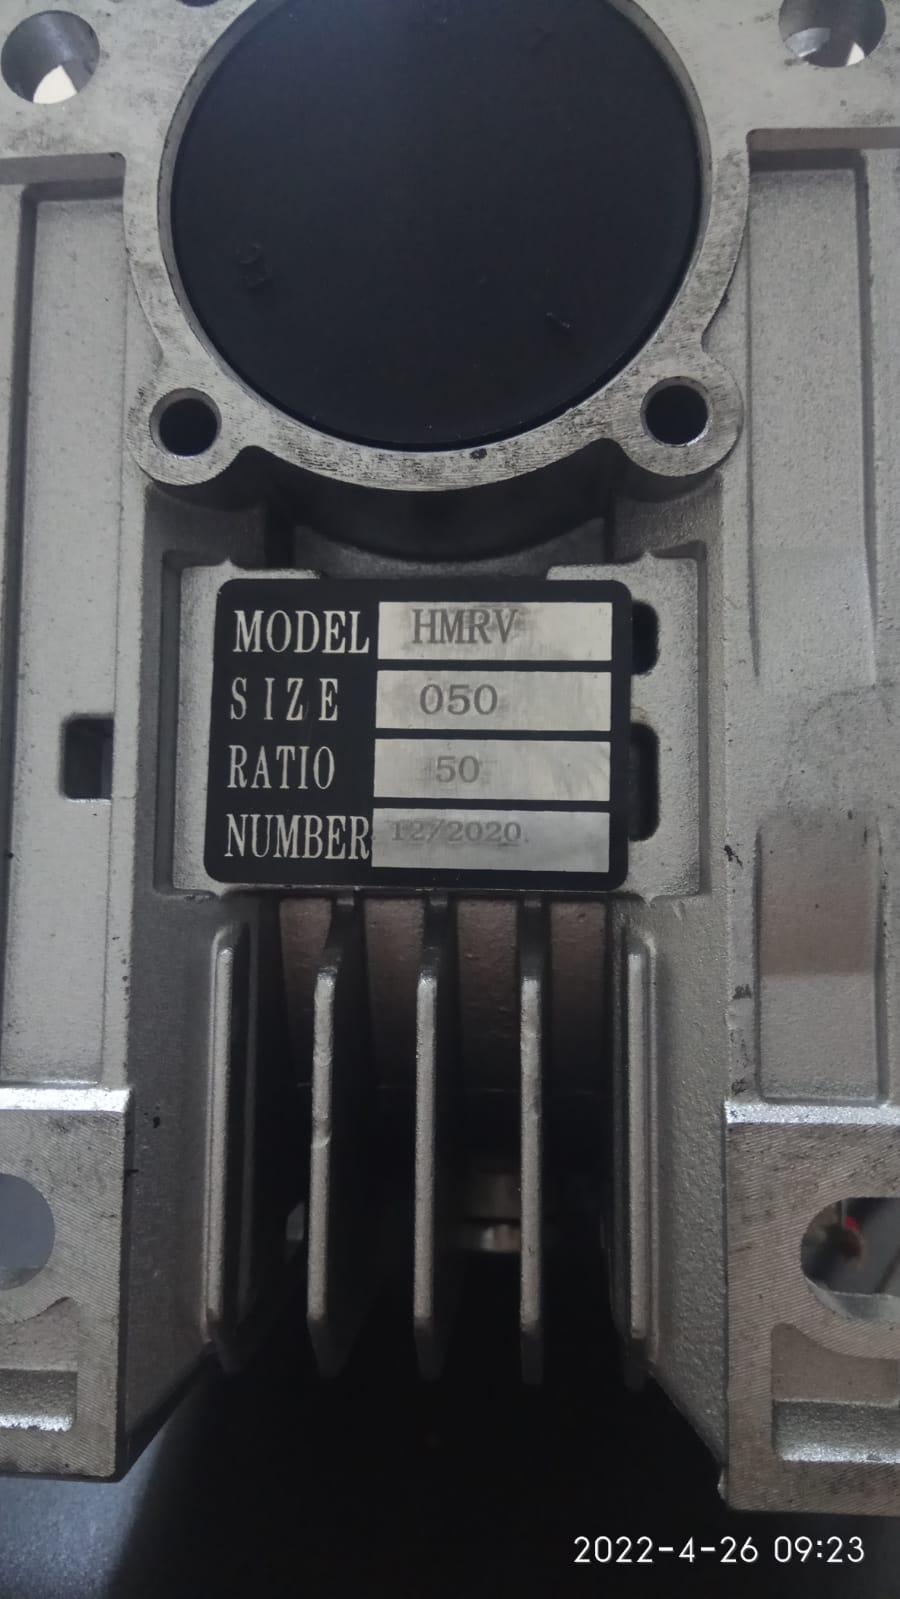 MODEL HMRV
SIZE 050
RATIO 50
NUMBER 12/2020.
2022-4-26 09:23